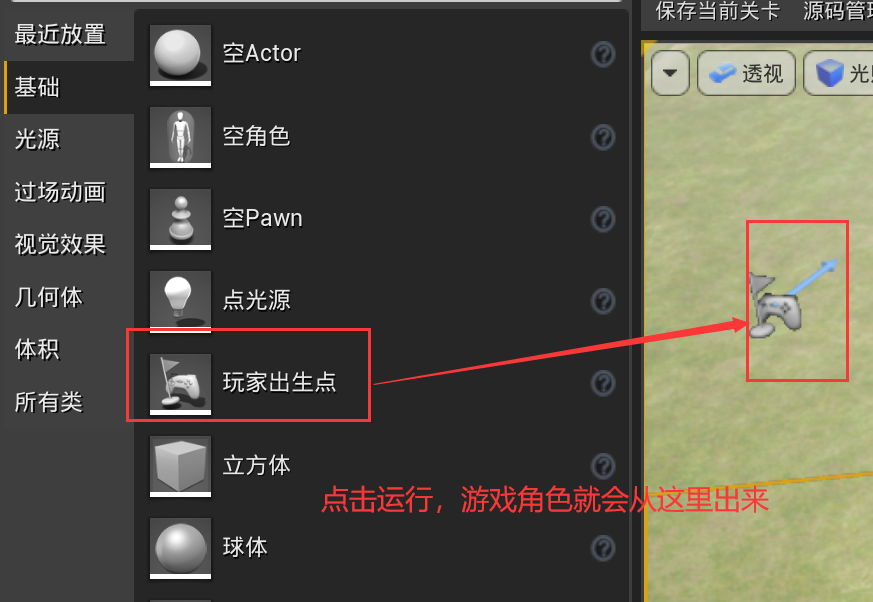 保存当前关卡
源码管
最近放置
基础
光源
过场动画
视觉效果
几何体
体积
所有类
空Actor
空角色
空Pawn
点光源
玩家出生点
立方体
球体
透视
光
点击运行，游戏角色就会从这里出来